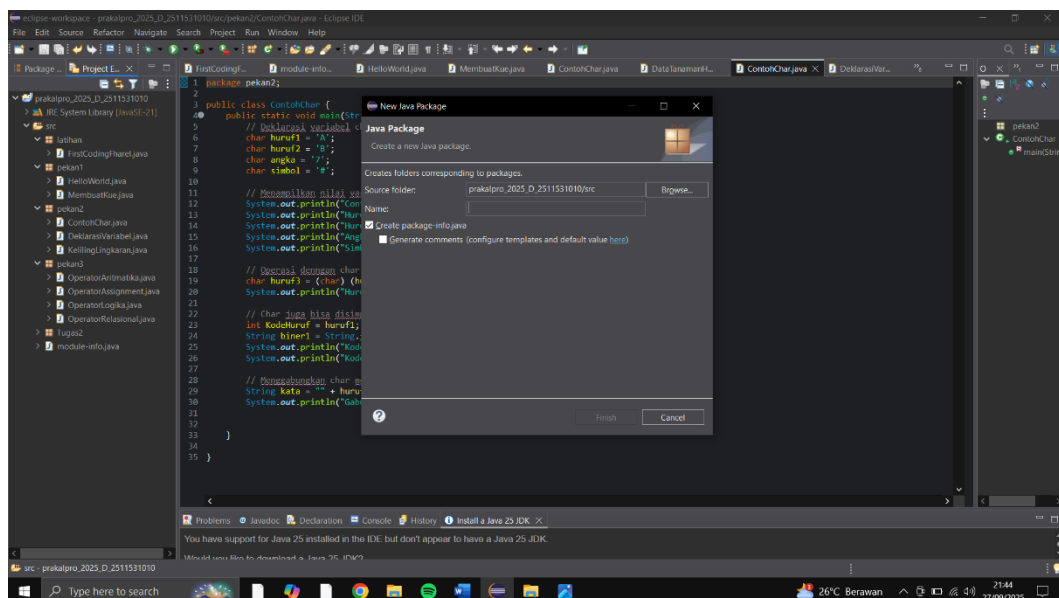 eclipse-workspace - prakalpro_2025_D_2511531010/src/pekan2/ContohChar.java - Eclipse IDE
File Edit Source Refactor Navigate Search Project Run Window Help
Package ... Project E... FirstCodingF... module-info... HelloWorld.java MembuatKue.java ContohChar.java DataTanamanH... ContohChar.java DeklarasiVar...
prakalpro_2025_D_2511531010
JRE System Library [JavaSE-21]
src
latihan
FirstCodingFharel.java
pekan1
HelloWorld.java
MembuatKue.java
pekan2
ContohChar.java
DeklarasiVariabel.java
KelilingLingkaran.java
pekan3
OperatorAritmatika.java
OperatorAssignment.java
OperatorLogika.java
OperatorRelasional.java
Tugas2
module-info.java
1 package pekan2;
2
3 public class ContohChar {
4 public static void main(Str
5 // Deklarasi variabel c
6 char huruf1 = 'A';
7 char huruf2 = 'B';
8 char angka = '7';
9 char simbol = '#';
10
11 // Menampilkan nilai va
12 System.out.println("Con
13 System.out.println("Hur
14 System.out.println("Hur
15 System.out.println("Ang
16 System.out.println("Sim
17
18 // Operasi denngan char
19 char huruf3 = (char) (h
20 System.out.println("Hur
21
22 // Char juga bisa disim
23 int KodeHuruf = huruf1;
24 String biner1 = String.
25 System.out.println("Kod
26 System.out.println("Kod
27
28 // Menggabungkan char m
29 String kata = "" + huru
30 System.out.println("Gab
31
32
33 }
34
35 }
New Java Package
Java Package
Create a new Java package.
Creates folders corresponding to packages.
Source folder: prakalpro_2025_D_2511531010/src Browse...
Name:
Create package-info.java
Generate comments (configure templates and default value here)
Finish Cancel
pekan2
ContohChar
main(Strin
Problems Javadoc Declaration Console History Install a Java 25 JDK
You have support for Java 25 installed in the IDE but don't appear to have a Java 25 JDK.
Would you like to download a Java 25 JDK?
src - prakalpro_2025_D_2511531010
Type here to search
26°C Berawan
21:44
27/09/2025